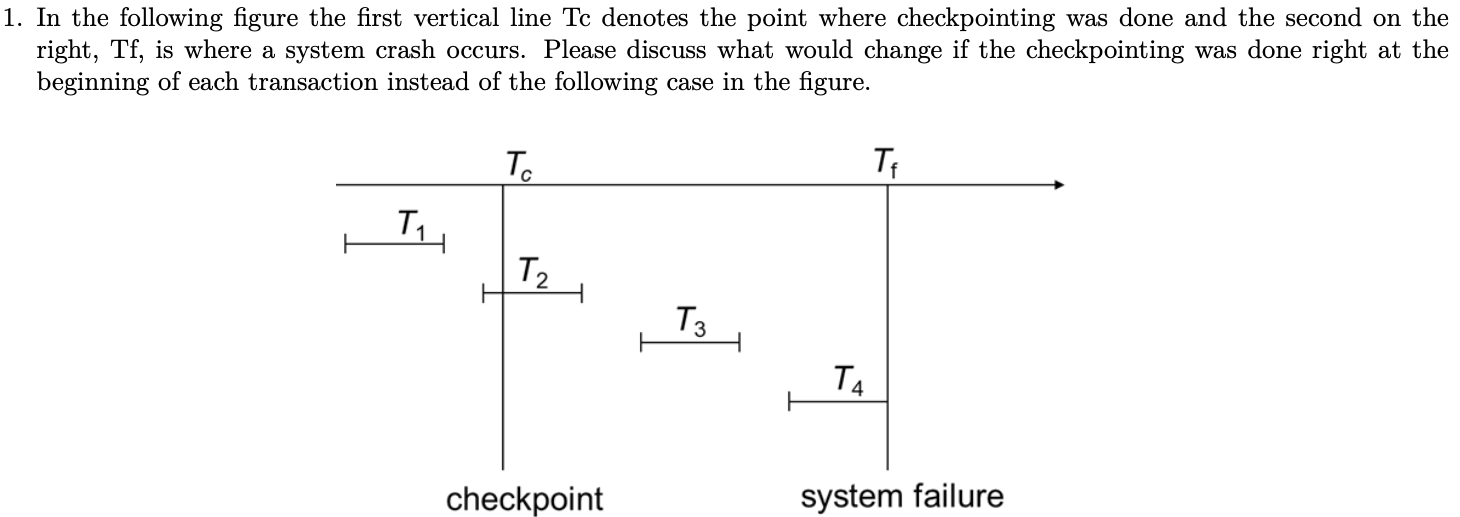 1. In the following figure the first vertical line Tc denotes the point where checkpointing was done and the second on the
right, Tf, is where a system crash occurs. Please discuss what would change if the checkpointing was done right at the
beginning of each transaction instead of the following case in the figure.
Tc
Tf
T1
T2
T3
T4
checkpoint
system failure